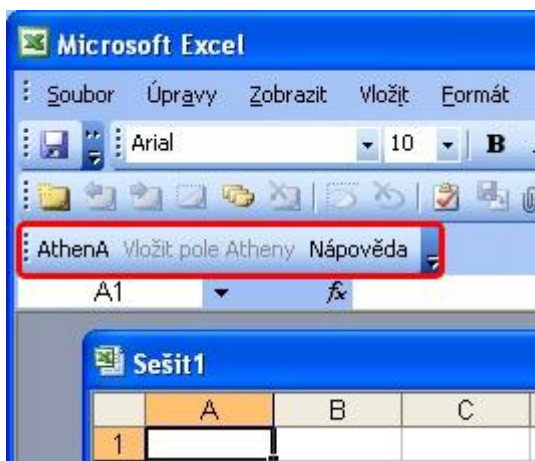 Microsoft Excel
Soubor Úpravy Zobrazit Vložit Formát
Arial 10 B
AthenA Vložit pole Atheny Nápověda
A1 fx
Sešit1
A B C
1